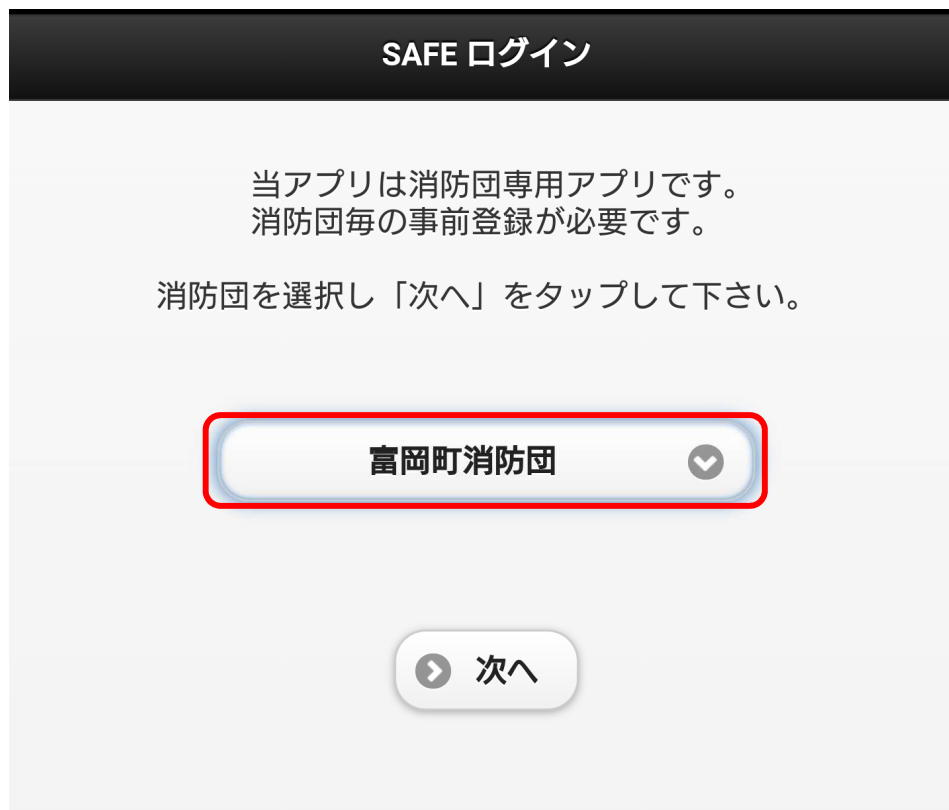 SAFE ログイン
当アプリは消防団専用アプリです。
消防団毎の事前登録が必要です。
消防団を選択し「次へ」をタップして下さい。
富岡町消防団
次へ